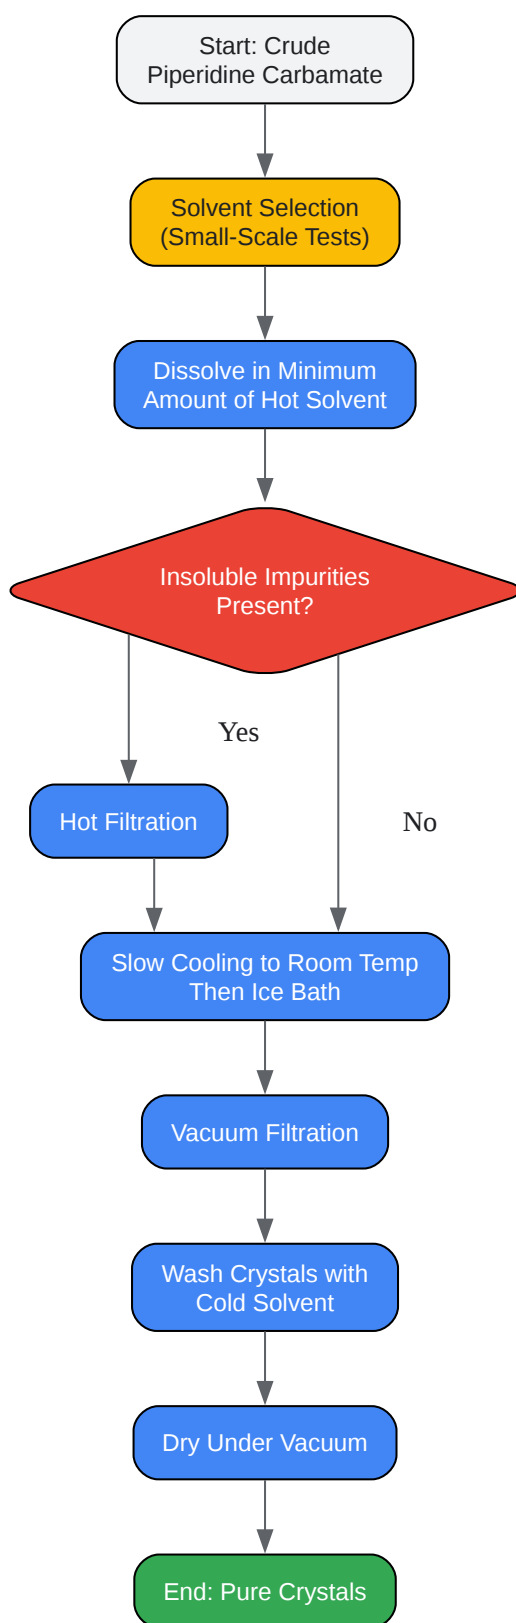 Start: Crude
Piperidine Carbamate
Solvent Selection
(Small-Scale Tests)
Dissolve in Minimum
Amount of Hot Solvent
Insoluble Impurities
Present?
Yes
Hot Filtration
No
Slow Cooling to Room Temp
Then Ice Bath
Vacuum Filtration
Wash Crystals with
Cold Solvent
Dry Under Vacuum
End: Pure Crystals